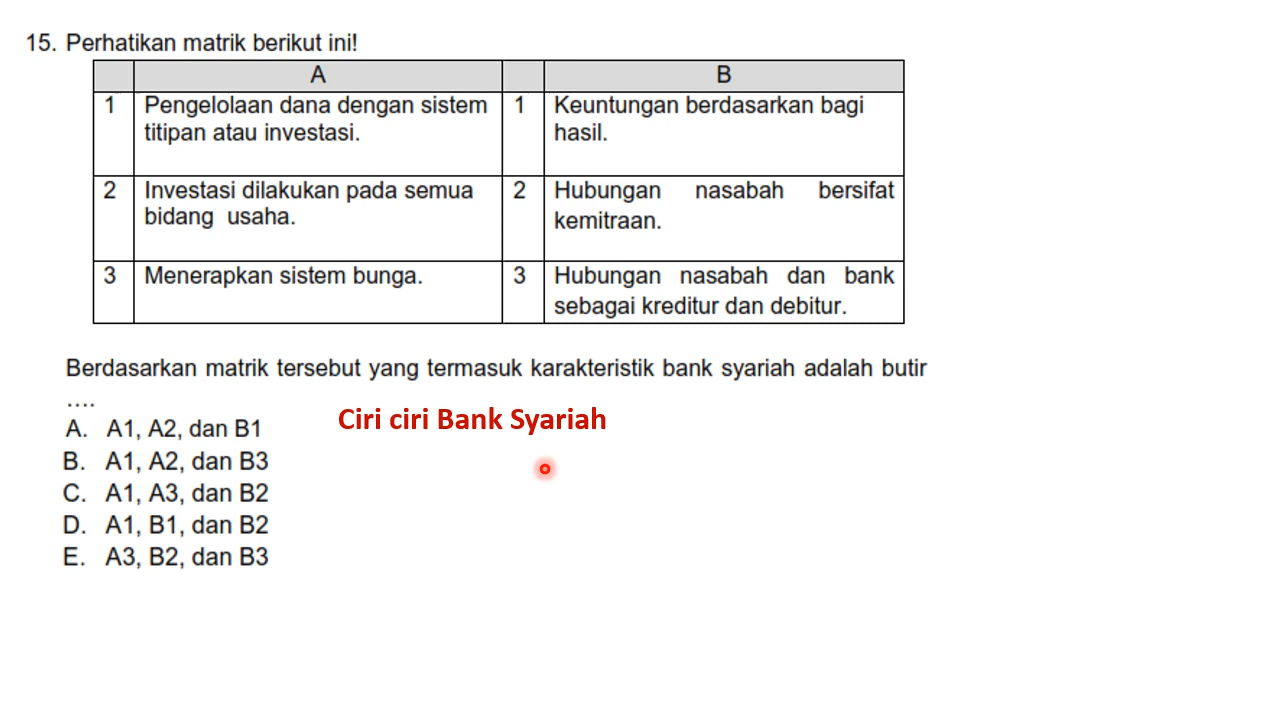 15. Perhatikan matrik berikut ini!
A B
1 Pengelolaan dana dengan sistem 1 Keuntungan berdasarkan bagi
titipan atau investasi. hasil.
2 Investasi dilakukan pada semua 2 Hubungan nasabah bersifat
bidang usaha. kemitraan.
3 Menerapkan sistem bunga. 3 Hubungan nasabah dan bank
sebagai kreditur dan debitur.
Berdasarkan matrik tersebut yang termasuk karakteristik bank syariah adalah butir
....
Ciri ciri Bank Syariah
A. A1, A2, dan B1
B. A1, A2, dan B3
C. A1, A3, dan B2
D. A1, B1, dan B2
E. A3, B2, dan B3